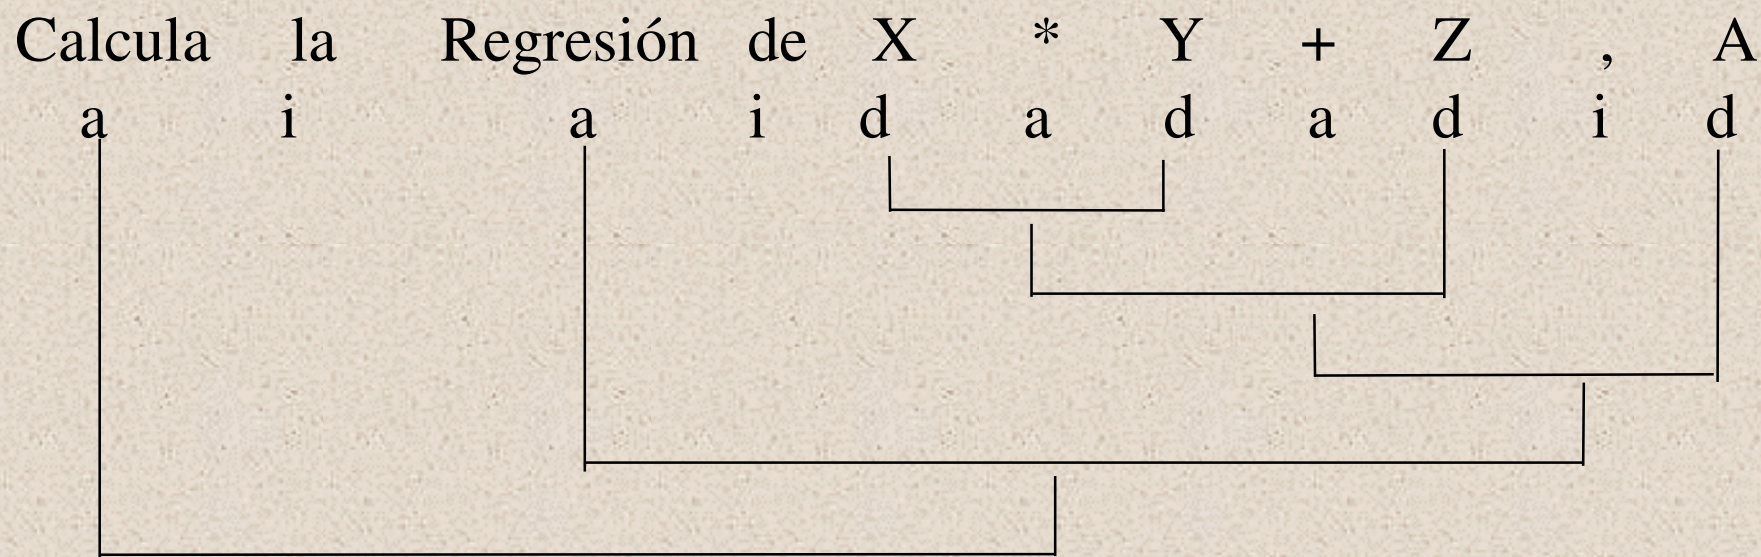 Calcula la Regresión de X * Y + Z , A
a i a i d a d a d i d